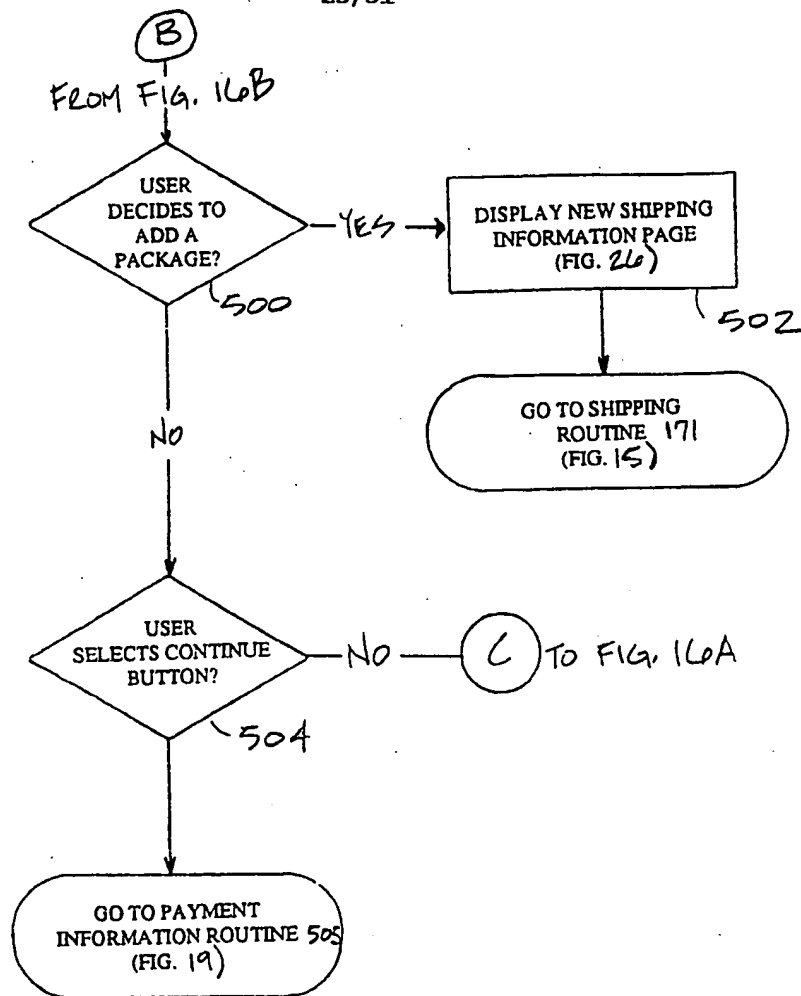 B
FROM FIG. 16B
USER
DECIDES TO
ADD A
PACKAGE?
500
YES
DISPLAY NEW SHIPPING
INFORMATION PAGE
(FIG. 26)
502
GO TO SHIPPING
ROUTINE 171
(FIG. 15)
NO
USER
SELECTS CONTINUE
BUTTON?
504
NO
C
TO FIG. 16A
GO TO PAYMENT
INFORMATION ROUTINE 505
(FIG. 19)